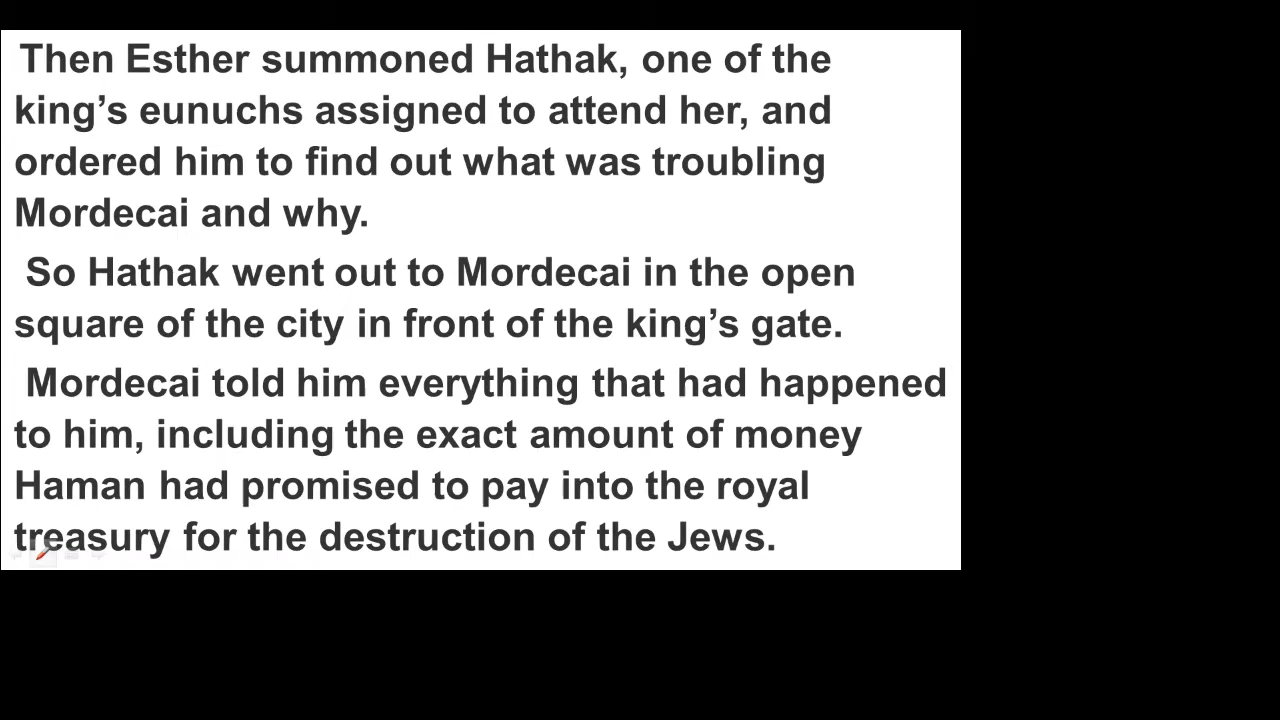 Then Esther summoned Hathak, one of the
king’s eunuchs assigned to attend her, and
ordered him to find out what was troubling
Mordecai and why.
So Hathak went out to Mordecai in the open
square of the city in front of the king’s gate.
Mordecai told him everything that had happened
to him, including the exact amount of money
Haman had promised to pay into the royal
treasury for the destruction of the Jews.